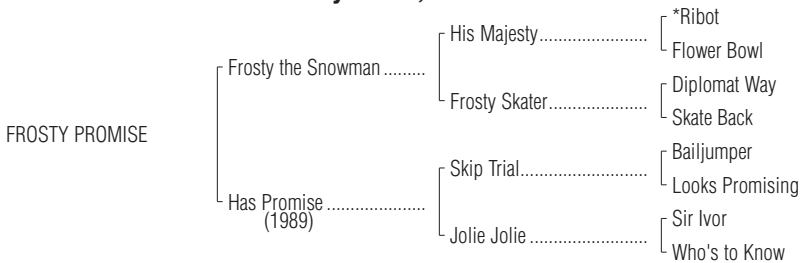 *Ribot
His Majesty........................
Flower Bowl
Frosty the Snowman .........
Diplomat Way
Frosty Skater......................
Skate Back
FROSTY PROMISE
Bailjumper
Skip Trial............................
Looks Promising
Has Promise .....................
(1989)
Sir Ivor
Jolie Jolie ..........................
Who's to Know